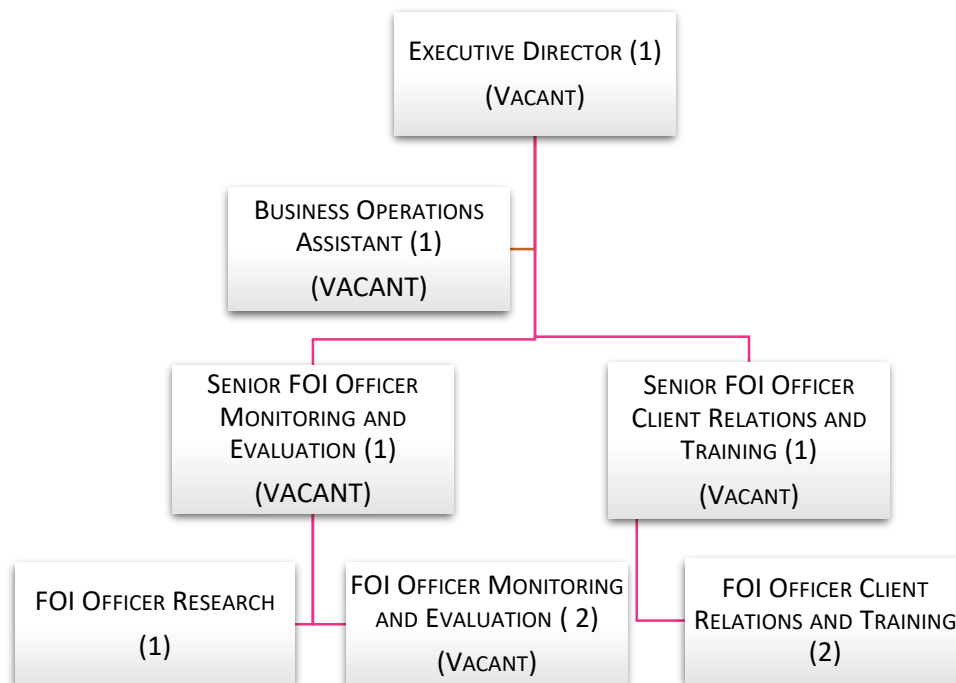 Executive Director (1)
(Vacant)
Business Operations
Assistant (1)
(VACANT)
Senior FOI Officer
Monitoring and
Evaluation (1)
(VACANT)
Senior FOI Officer
Client Relations and
Training (1)
(Vacant)
FOI Officer Research
(1)
FOI Officer Monitoring
and Evaluation ( 2)
(Vacant)
FOI Officer Client
Relations and Training
(2)